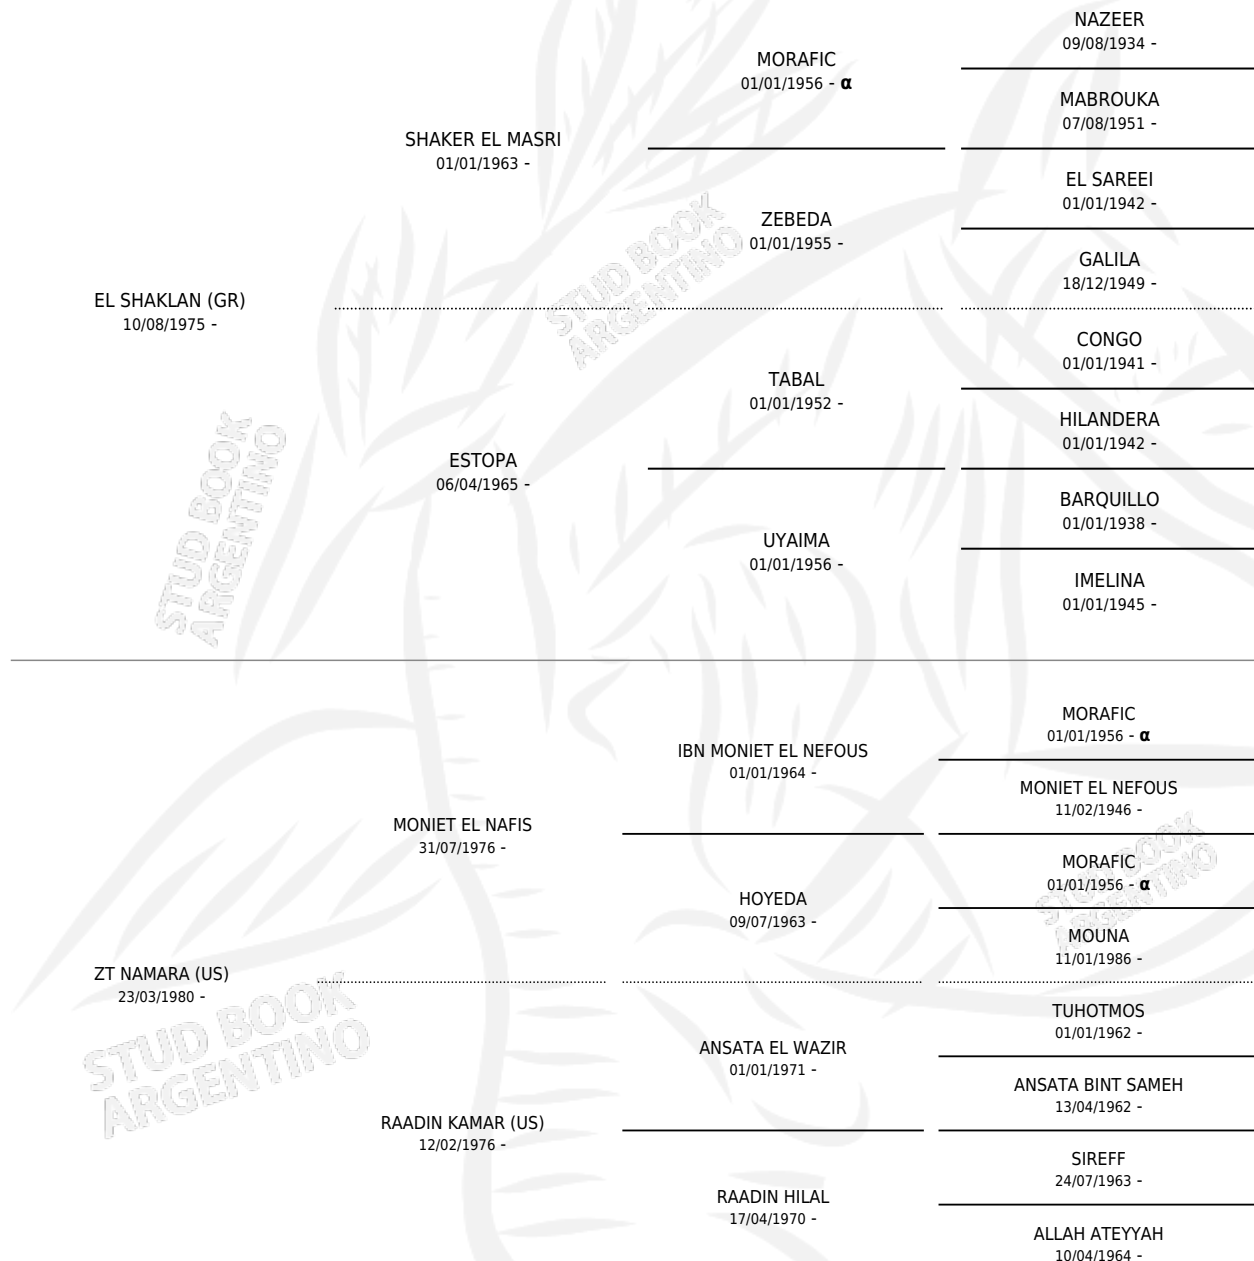 NAZEER
09/08/1934 -
MORAFIC
01/01/1956 - α
MABROUKA
07/08/1951 -
SHAKER EL MASRI
01/01/1963 -
EL SAREEI
01/01/1942 -
ZEBEDA
01/01/1955 -
GALILA
18/12/1949 -
EL SHAKLAN (GR)
10/08/1975 -
CONGO
01/01/1941 -
TABAL
01/01/1952 -
HILANDERA
01/01/1942 -
ESTOPA
06/04/1965 -
BARQUILLO
01/01/1938 -
UYAIMA
01/01/1956 -
IMELINA
01/01/1945 -
MORAFIC
01/01/1956 - α
IBN MONIET EL NEFOUS
01/01/1964 -
MONIET EL NEFOUS
11/02/1946 -
MONIET EL NAFIS
31/07/1976 -
MORAFIC
01/01/1956 - α
HOYEDA
09/07/1963 -
MOUNA
11/01/1986 -
ZT NAMARA (US)
23/03/1980 -
TUHOTMOS
01/01/1962 -
ANSATA EL WAZIR
01/01/1971 -
ANSATA BINT SAMEH
13/04/1962 -
RAADIN KAMAR (US)
12/02/1976 -
SIREFF
24/07/1963 -
RAADIN HILAL
17/04/1970 -
ALLAH ATEYYAH
10/04/1964 -
STUD BOOK
ARGENTINO
STUD BOOK
ARGENTINO
STUD BOOK
ARGENTINO
STUD BOOK
ARGENTINO